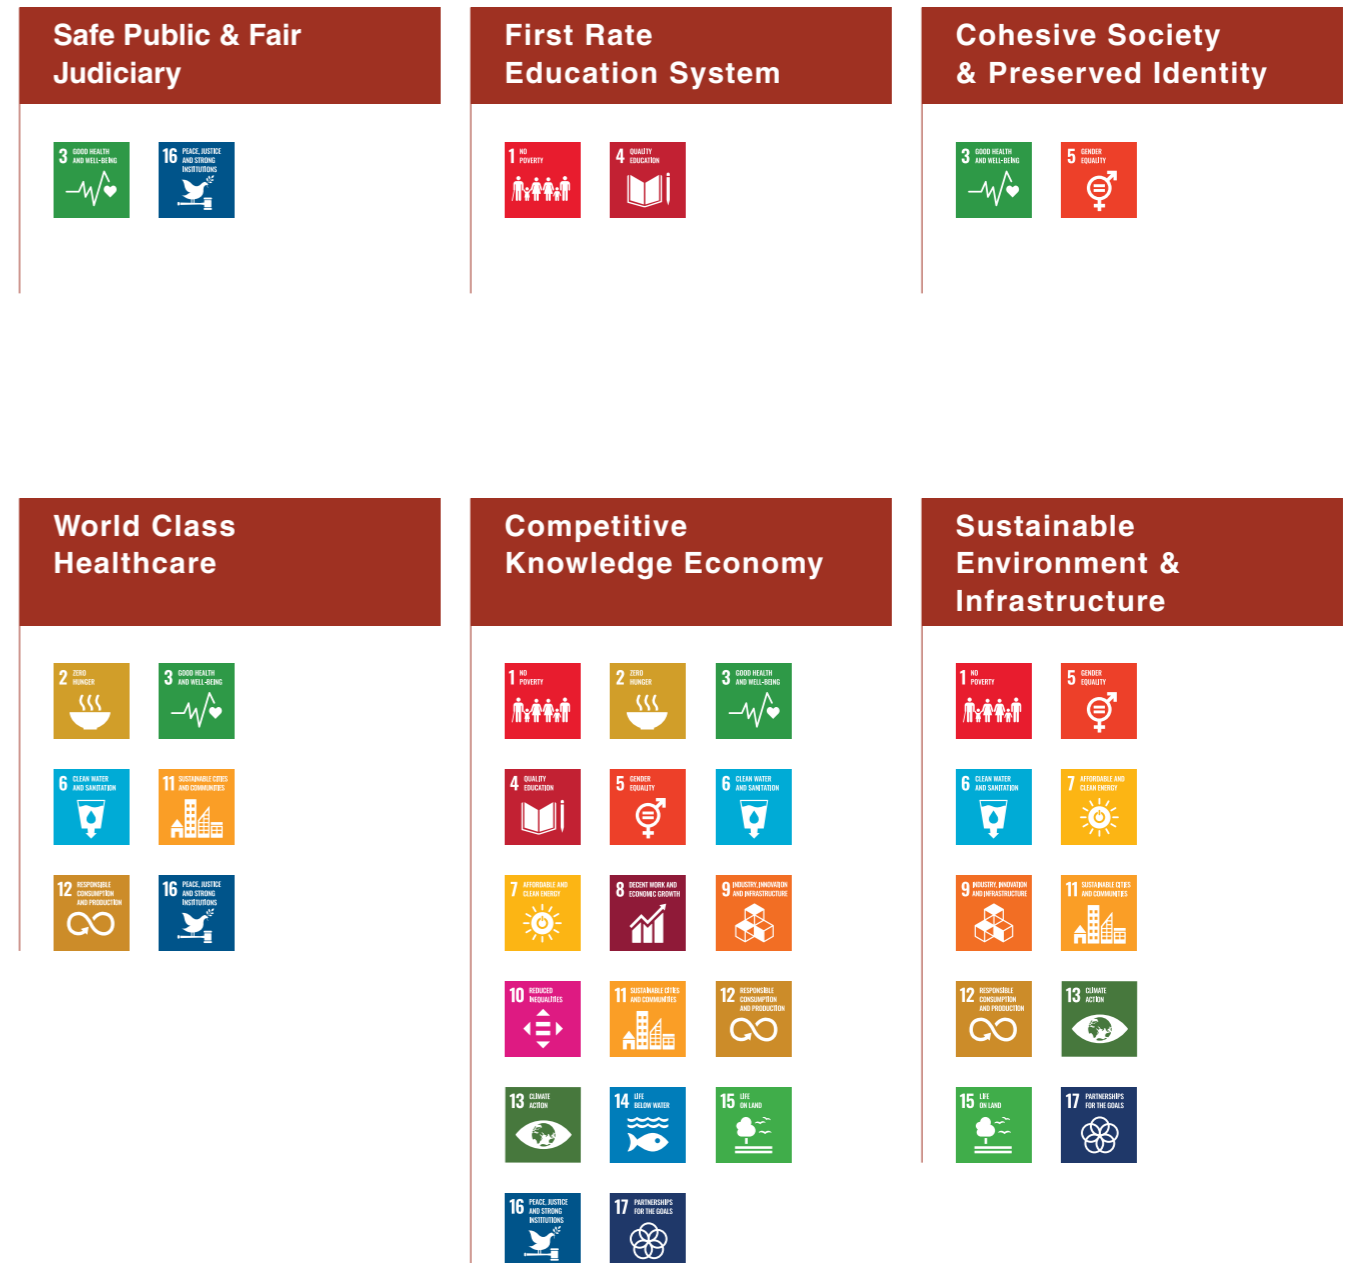 Safe Public & Fair
Judiciary
3 GOOD HEALTH
AND WELL-BEING
16 PEACE, JUSTICE
AND STRONG
INSTITUTIONS
First Rate
Education System
1 NO
POVERTY
4 QUALITY
EDUCATION
Cohesive Society
& Preserved Identity
3 GOOD HEALTH
AND WELL-BEING
5 GENDER
EQUALITY
World Class
Healthcare
2 ZERO
HUNGER
3 GOOD HEALTH
AND WELL-BEING
6 CLEAN WATER
AND SANITATION
11 SUSTAINABLE CITIES
AND COMMUNITIES
12 RESPONSIBLE
CONSUMPTION
AND PRODUCTION
16 PEACE, JUSTICE
AND STRONG
INSTITUTIONS
Competitive
Knowledge Economy
1 NO
POVERTY
2 ZERO
HUNGER
3 GOOD HEALTH
AND WELL-BEING
4 QUALITY
EDUCATION
5 GENDER
EQUALITY
6 CLEAN WATER
AND SANITATION
7 AFFORDABLE AND
CLEAN ENERGY
8 DECENT WORK AND
ECONOMIC GROWTH
9 INDUSTRY, INNOVATION
AND INFRASTRUCTURE
10 REDUCED
INEQUALITIES
11 SUSTAINABLE CITIES
AND COMMUNITIES
12 RESPONSIBLE
CONSUMPTION
AND PRODUCTION
13 CLIMATE
ACTION
14 LIFE
BELOW WATER
15 LIFE
ON LAND
16 PEACE, JUSTICE
AND STRONG
INSTITUTIONS
17 PARTNERSHIPS
FOR THE GOALS
Sustainable
Environment &
Infrastructure
1 NO
POVERTY
5 GENDER
EQUALITY
6 CLEAN WATER
AND SANITATION
7 AFFORDABLE AND
CLEAN ENERGY
9 INDUSTRY, INNOVATION
AND INFRASTRUCTURE
11 SUSTAINABLE CITIES
AND COMMUNITIES
12 RESPONSIBLE
CONSUMPTION
AND PRODUCTION
13 CLIMATE
ACTION
15 LIFE
ON LAND
17 PARTNERSHIPS
FOR THE GOALS